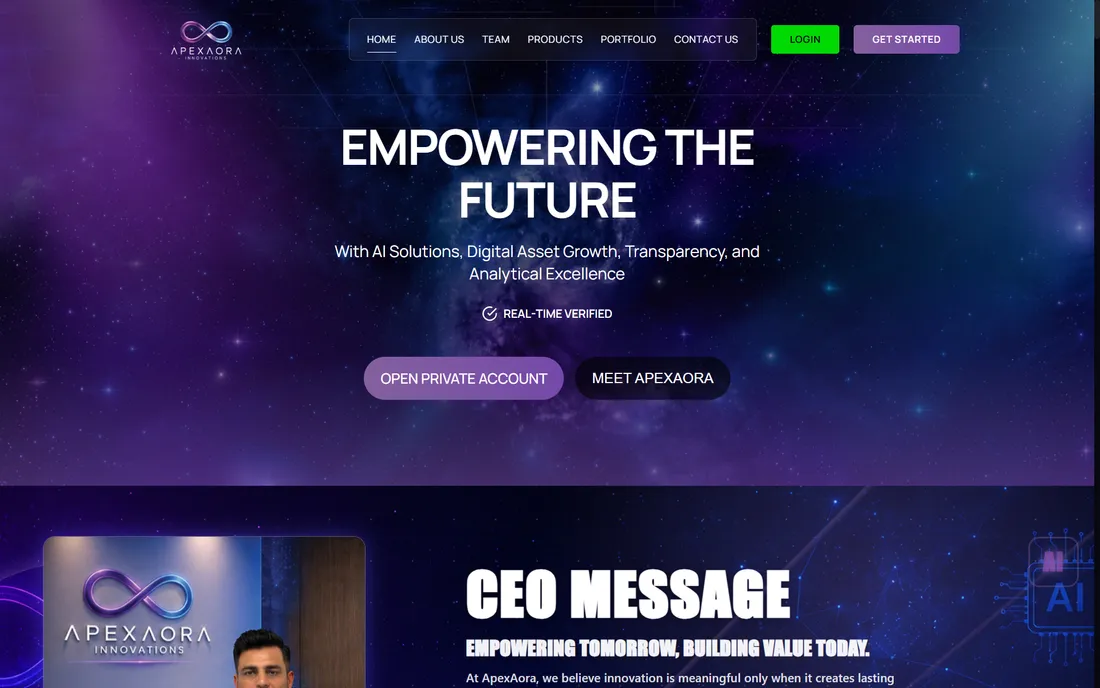 APEXAORA
INNOVATIONS
HOME ABOUT US TEAM PRODUCTS PORTFOLIO CONTACT US LOGIN GET STARTED
EMPOWERING THE
FUTURE
With AI Solutions, Digital Asset Growth, Transparency, and
Analytical Excellence
REAL-TIME VERIFIED
OPEN PRIVATE ACCOUNT MEET APEXAORA
APEXAORA
INNOVATIONS
CEO MESSAGE
EMPOWERING TOMORROW, BUILDING VALUE TODAY.
At ApexAora, we believe innovation is meaningful only when it creates lasting
AI
AI